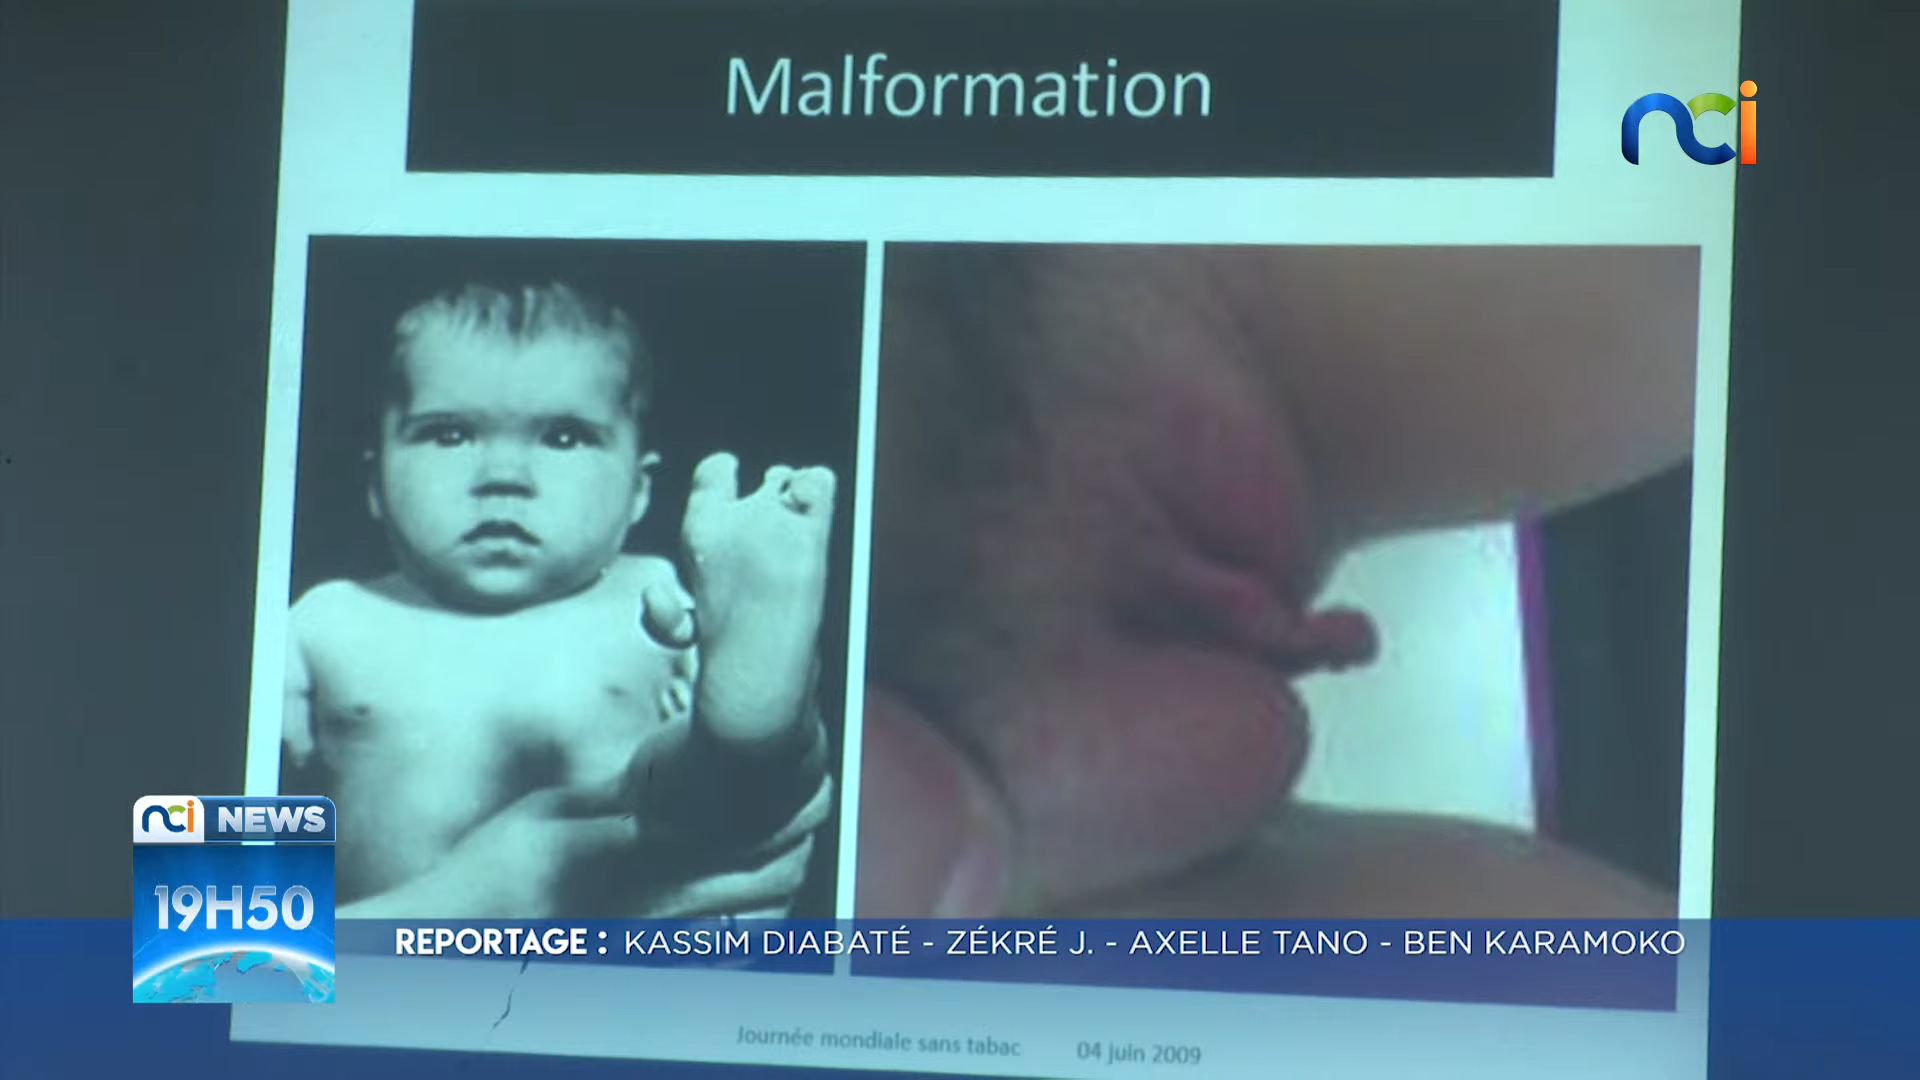 Malformation
nci
nci NEWS
19H50
REPORTAGE : KASSIM DIABATÉ - ZÉKRÉ J. - AXELLE TANO - BEN KARAMOKO
Journée mondiale sans tabac 04 juin 2009